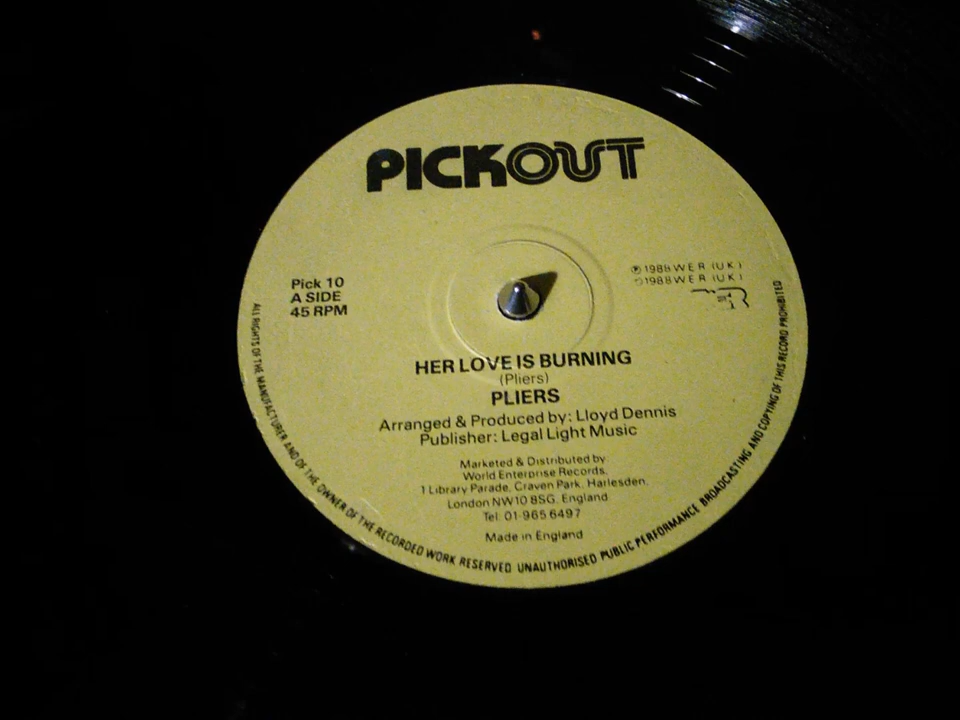 PICKOUT
Pick 10
A SIDE
45 RPM
℗ 1988 W E R (U K)
© 1988 W E R (U K)
HER LOVE IS BURNING
(Pliers)
PLIERS
Arranged & Produced by: Lloyd Dennis
Publisher: Legal Light Music
Marketed & Distributed by:
World Enterprise Records.
1 Library Parade, Craven Park, Harlesden.
London NW10 8SG. England
Tel. 01-965 6497
Made in England
ALL RIGHTS OF THE MANUFACTURER AND OF THE OWNER OF THE RECORDED WORK RESERVED UNAUTHORISED PUBLIC PERFORMANCE BROADCASTING AND COPYING OF THIS RECORD PROHIBITED